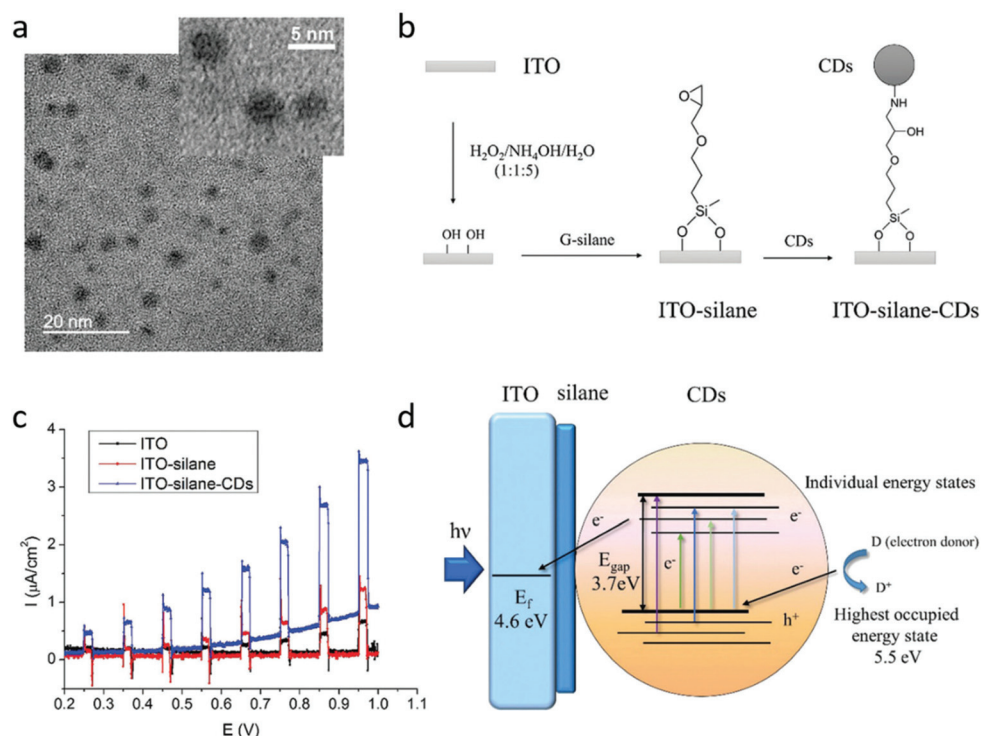 a
5 nm
20 nm
b
ITO
H₂O₂/NH₄OH/H₂O
(1:1:5)
OH OH
G-silane
O
O
Si
O O
ITO-silane
CDs
CDs
NH
OH
O
Si
O O
ITO-silane-CDs
c
ITO
ITO-silane
ITO-silane-CDs
I (μA/cm²)
4
3
2
1
0
0.2 0.3 0.4 0.5 0.6 0.7 0.8 0.9 1.0
E (V)
d
ITO silane CDs
hν
Ef
4.6 eV
e⁻
Egap
3.7eV
e⁻
e⁻
h⁺
Individual energy states
e⁻
D (electron donor)
D⁺
Highest occupied
energy state
5.5 eV